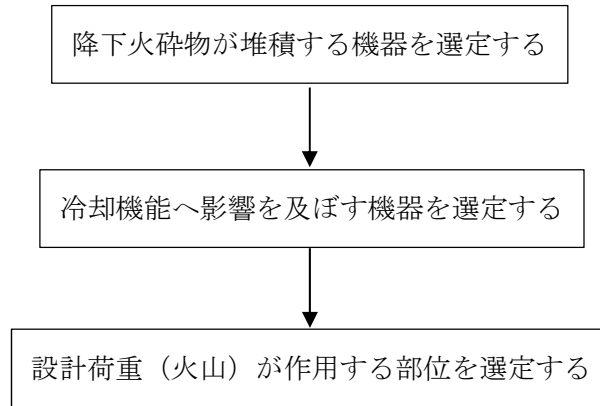 降下火砕物が堆積する機器を選定する
冷却機能へ影響を及ぼす機器を選定する
設計荷重（火山）が作用する部位を選定する